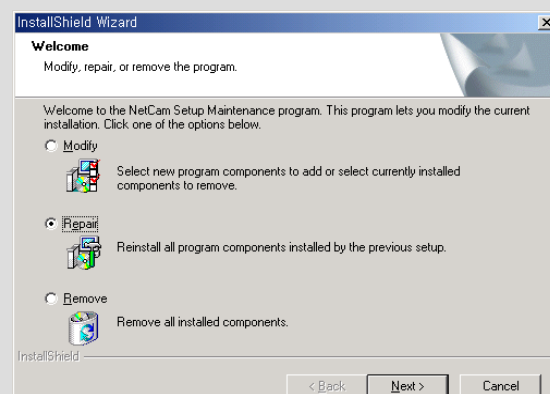 InstallShield Wizard
Welcome
Modify, repair, or remove the program.
Welcome to the NetCam Setup Maintenance program. This program lets you modify the current
installation. Click one of the options below.
Modify
Select new program components to add or select currently installed
components to remove.
Repair
Reinstall all program components installed by the previous setup.
Remove
Remove all installed components.
InstallShield
< Back Next > Cancel